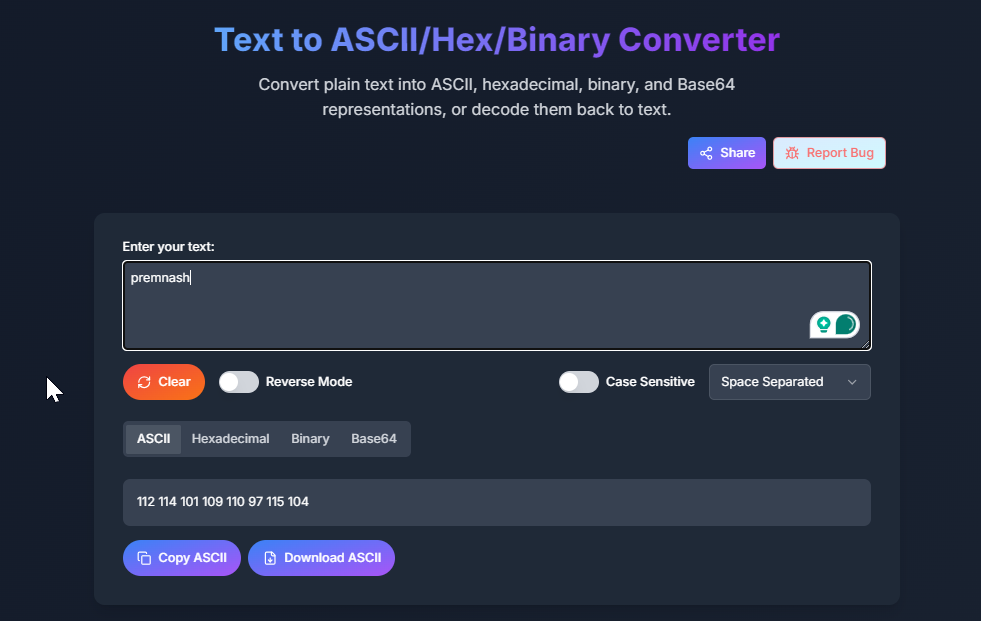 Text to ASCII/Hex/Binary Converter
Convert plain text into ASCII, hexadecimal, binary, and Base64
representations, or decode them back to text.
Share Report Bug
Enter your text:
premnash
Clear Reverse Mode Case Sensitive Space Separated
ASCII Hexadecimal Binary Base64
112 114 101 109 110 97 115 104
Copy ASCII Download ASCII